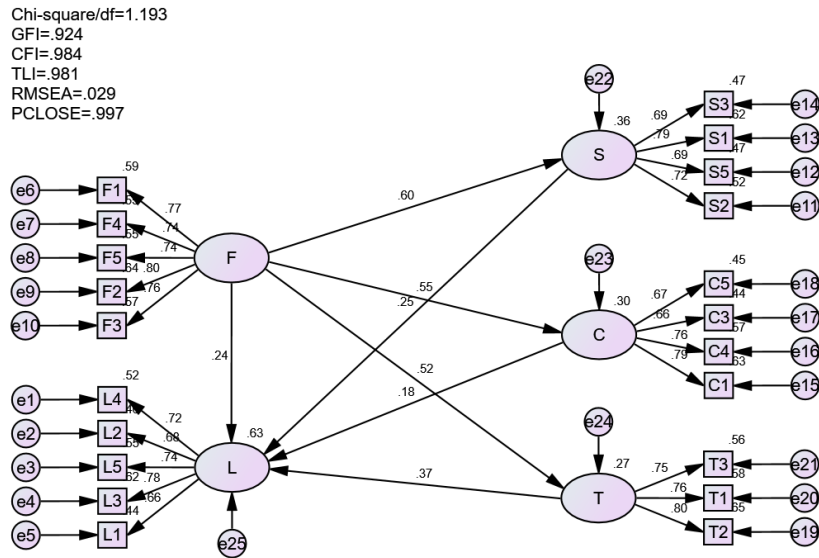 Chi-square/df=1.193
GFI=.924
CFI=.984
TLI=.981
RMSEA=.029
PCLOSE=.997
e22
.47
S3
e14
.69
.62
.36
.79
S1
e13
S
.47
.69
S5
e12
.72
.52
S2
e11
.59
e6
F1
.77
.60
e7
F4
.74
.55
e8
F5
.74
F
e9
F2
.64
.80
e10
F3
.57
.76
e23
.45
C5
e18
.55
.25
.67
.44
.30
.66
C3
e17
C
.57
.76
C4
e16
.79
.63
C1
e15
.24
.52
.18
.52
e1
L4
.72
e2
L2
.68
.63
.55
e3
L5
.74
L
e4
L3
.62
.78
e5
L1
.44
.66
e25
.37
e24
.56
.27
.75
T3
e21
.58
T
.76
T1
e20
.80
.65
T2
e19